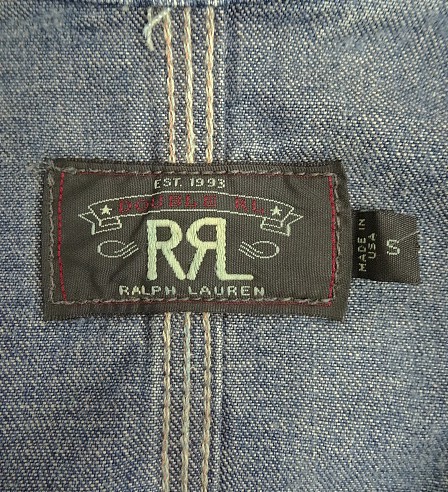 EST. 1993
DOUBLE RL
RRL
RALPH LAUREN
MADE IN
USA
S